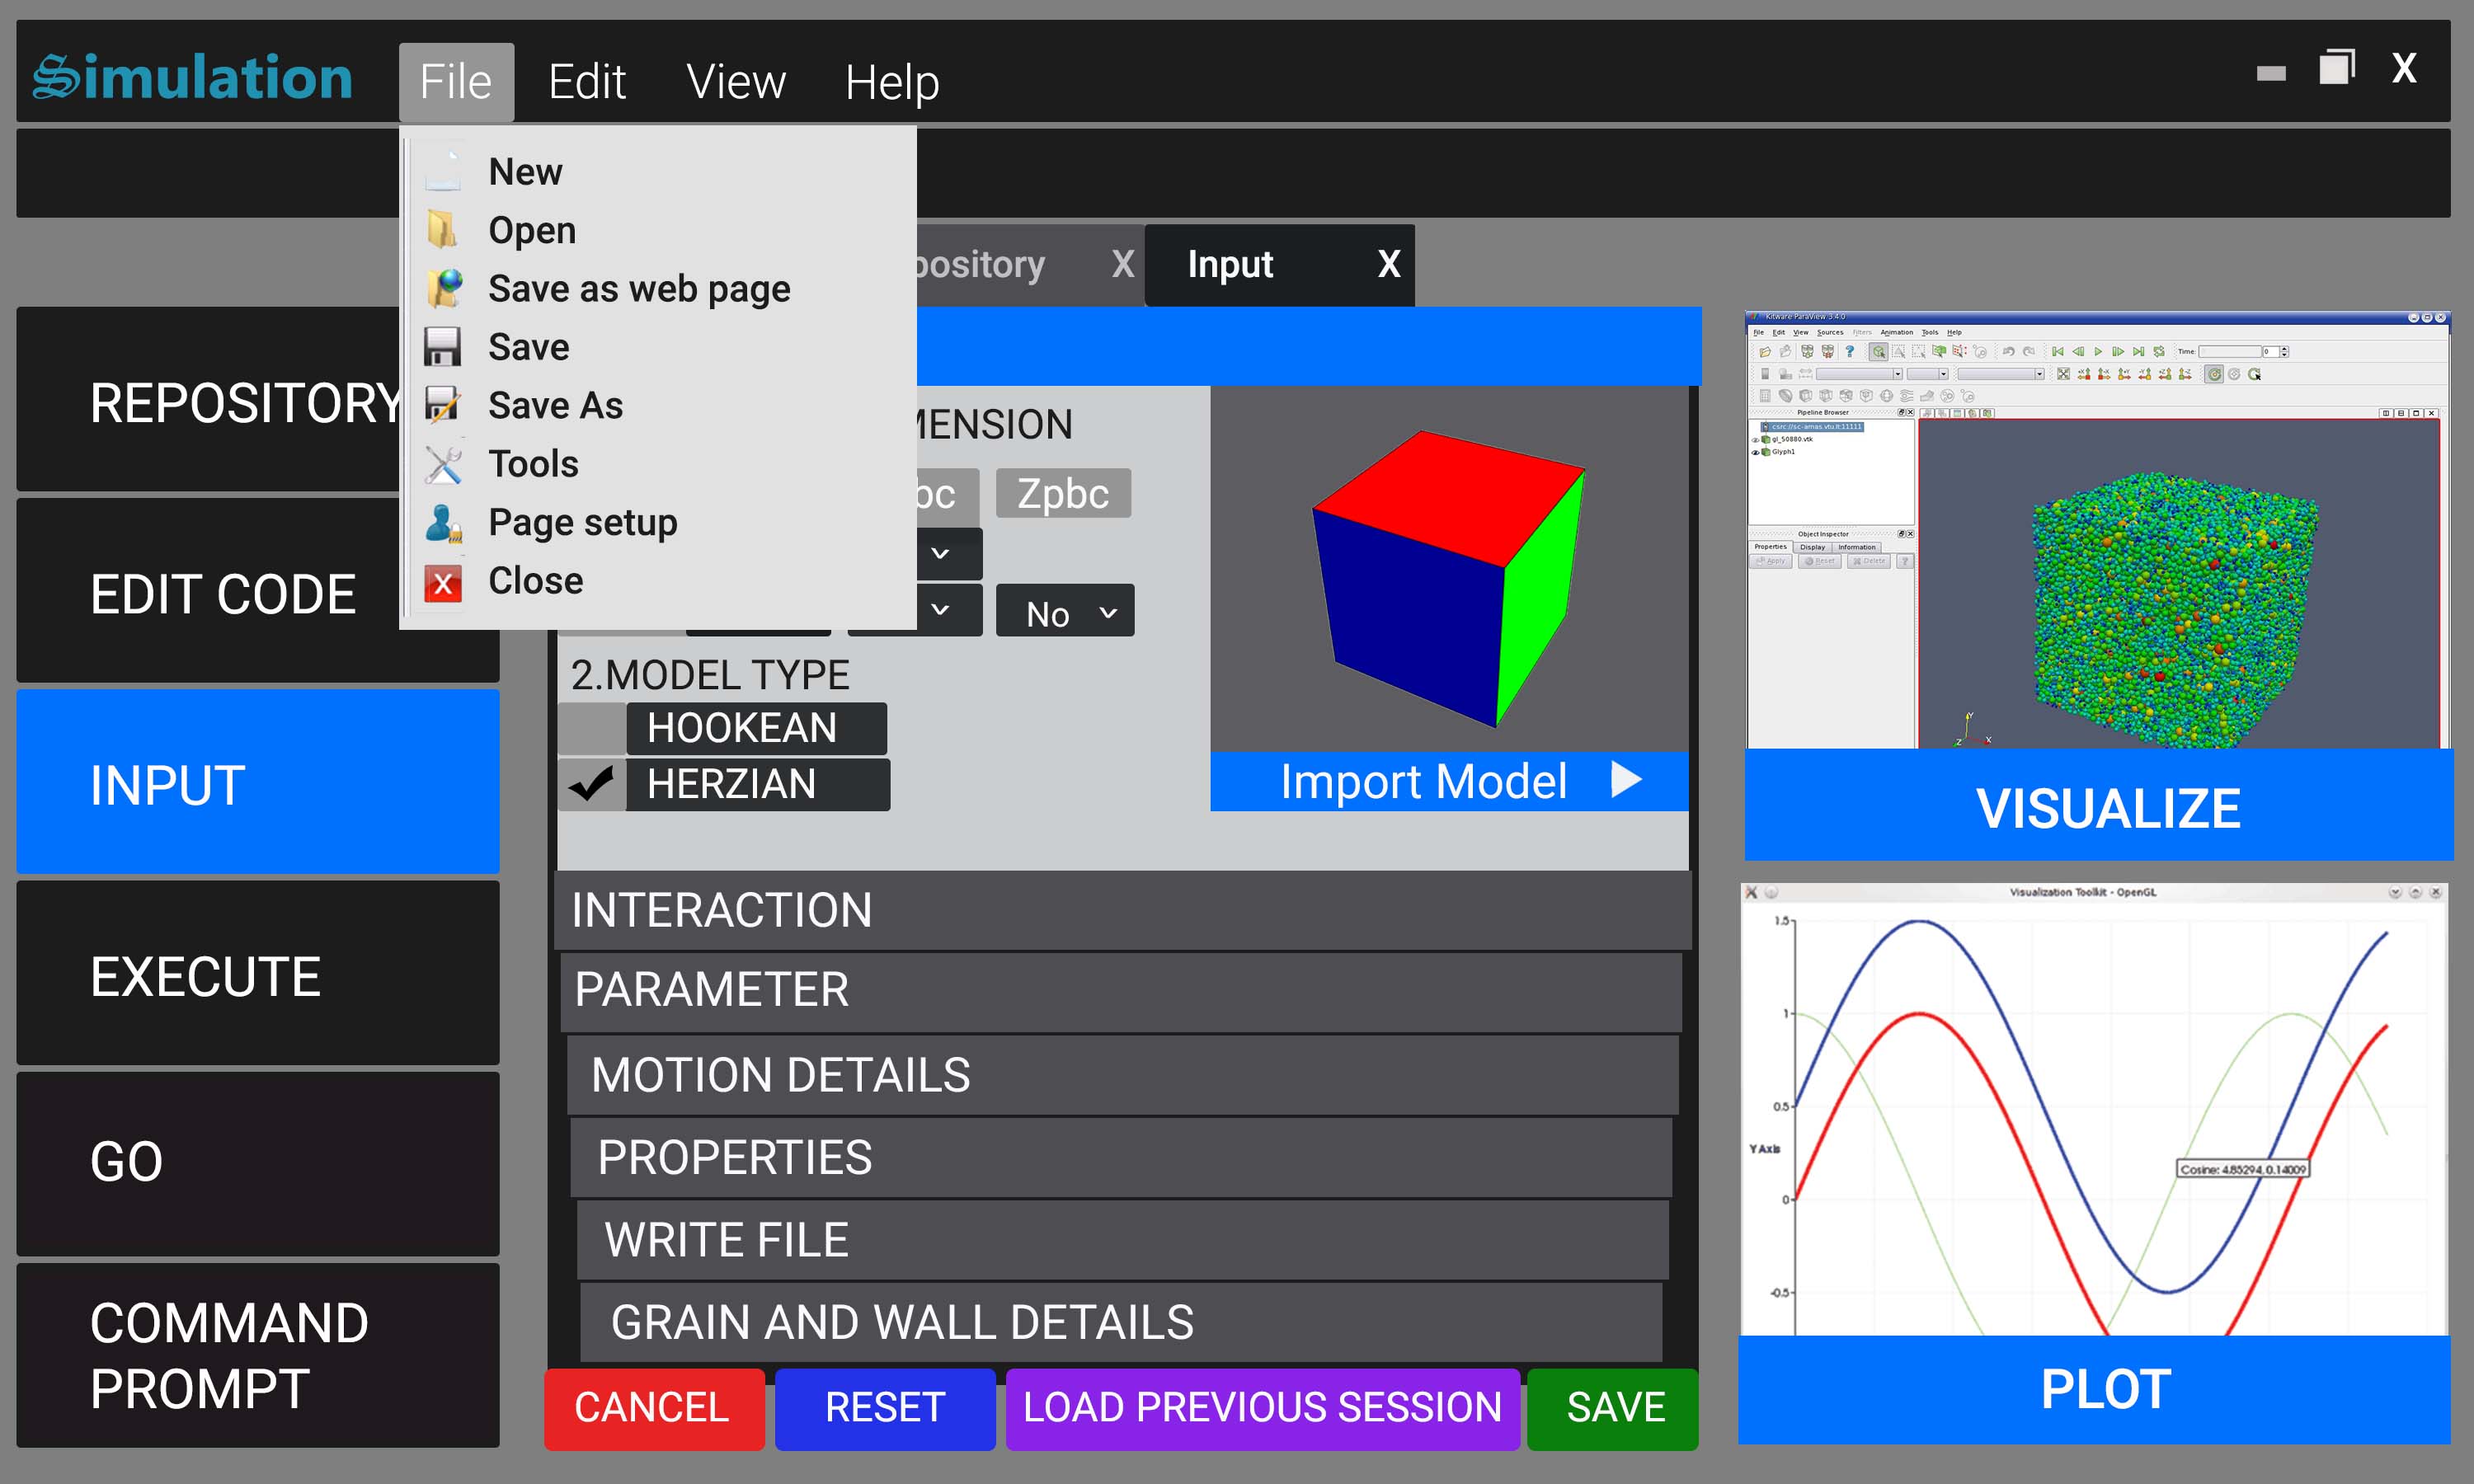 Simulation File Edit View Help X
New
Open
Save as web page
Save
Save As
Tools
Page setup
Close
pository X Input X
REPOSITORY
EDIT CODE
INPUT
EXECUTE
GO
COMMAND
PROMPT
MENSION
bc Zpbc
No
2.MODEL TYPE
HOOKEAN
HERZIAN
Import Model
INTERACTION
PARAMETER
MOTION DETAILS
PROPERTIES
WRITE FILE
GRAIN AND WALL DETAILS
CANCEL RESET LOAD PREVIOUS SESSION SAVE
Kitware ParaView 3.4.0
File Edit View Sources Filters Animation Tools Help
Time: 0
Pipeline Browser
gl_50880.vtk
Glyph1
Object Inspector
Properties Display Information
Apply Reset Delete ?
Y
Z X
VISUALIZE
Visualization Toolkit - OpenGL
1.5
1
0.5
Y Axis
Cosine: 4.85294, 0.14009
0
-0.5
PLOT